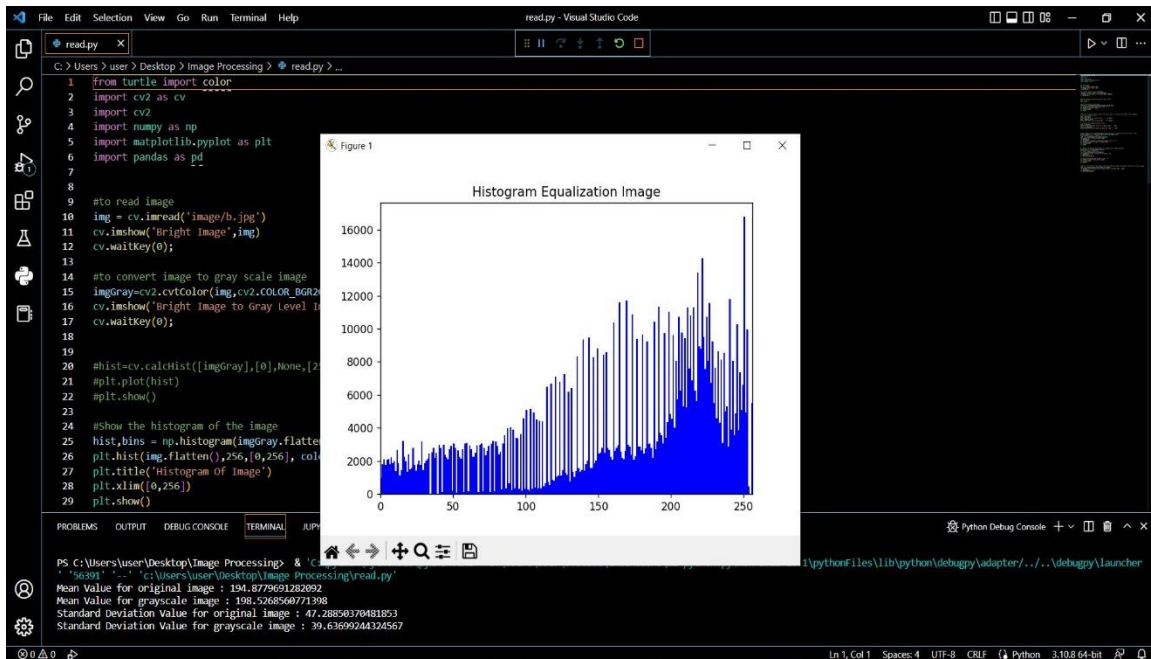 File Edit Selection View Go Run Terminal Help
read.py - Visual Studio Code
read.py
C: > Users > user > Desktop > Image Processing > read.py > ...
1 from turtle import color
2 import cv2 as cv
3 import cv2
4 import numpy as np
5 import matplotlib.pyplot as plt
6 import pandas as pd
7
8
9 #to read image
10 img = cv.imread('image/b.jpg')
11 cv.imshow('Bright Image',img)
12 cv.waitKey(0);
13
14 #to convert image to gray scale image
15 imgGray=cv2.cvtColor(img,cv2.COLOR_BGR2
16 cv.imshow('Bright Image to Gray Level I
17 cv.waitKey(0);
18
19
20 #hist=cv.calcHist([imgGray],[0],None,[2
21 #plt.plot(hist)
22 #plt.show()
23
24 #Show the histogram of the image
25 hist,bins = np.histogram(imgGray.flatte
26 plt.hist(img.flatten(),256,[0,256], col
27 plt.title('Histogram Of Image')
28 plt.xlim([0,256])
29 plt.show()
Figure 1
Histogram Equalization Image
16000
14000
12000
10000
8000
6000
4000
2000
0
0 50 100 150 200 250
PROBLEMS OUTPUT DEBUG CONSOLE TERMINAL JUPY
Python Debug Console
PS C:\Users\user\Desktop\Image Processing> & 'C: 1\pythonFiles\lib\python\debugpy\adapter/../..\debugpy\launcher
' '56391' '--' 'c:\Users\user\Desktop\Image Processing\read.py'
Mean Value for original image : 194.8779691282092
Mean Value for grayscale image : 198.5268560771398
Standard Deviation Value for original image : 47.28850370481853
Standard Deviation Value for grayscale image : 39.63699244324567
0 0 Ln 1, Col 1 Spaces: 4 UTF-8 CRLF Python 3.10.8 64-bit